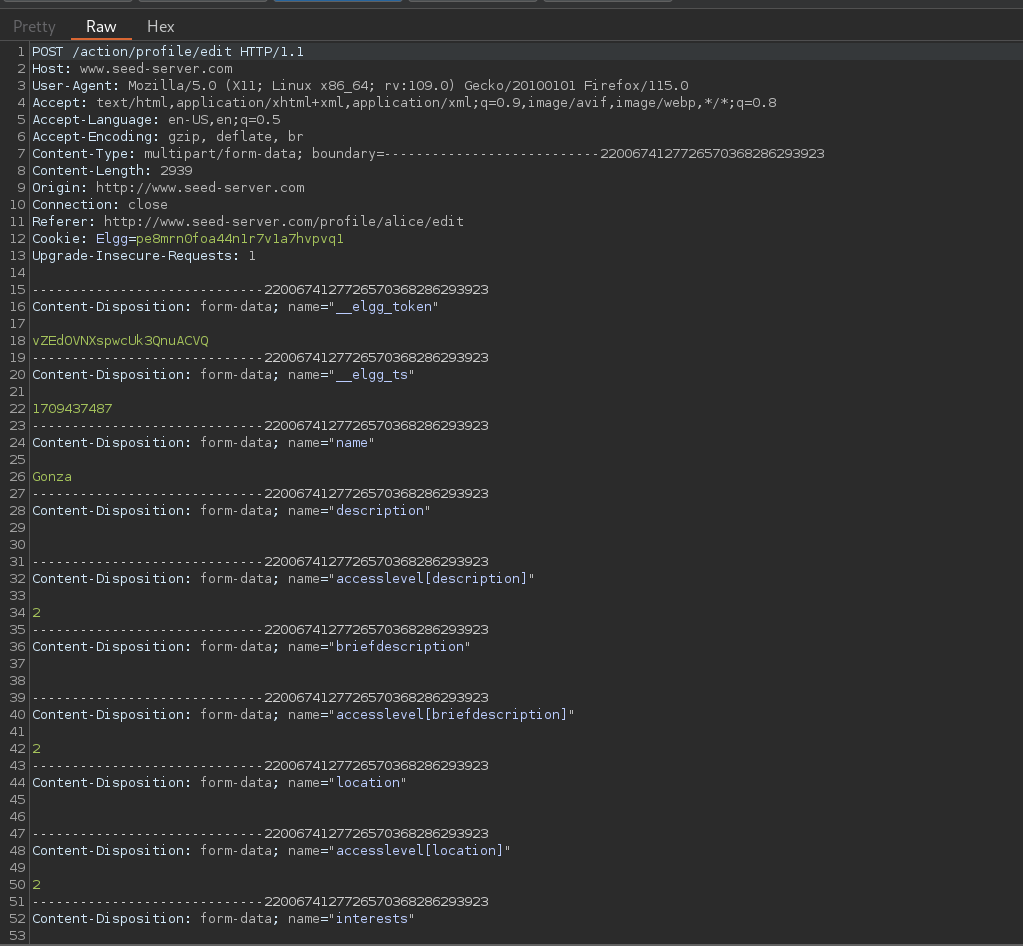 Pretty Raw Hex
1 POST /action/profile/edit HTTP/1.1
2 Host: www.seed-server.com
3 User-Agent: Mozilla/5.0 (X11; Linux x86_64; rv:109.0) Gecko/20100101 Firefox/115.0
4 Accept: text/html,application/xhtml+xml,application/xml;q=0.9,image/avif,image/webp,*/*;q=0.8
5 Accept-Language: en-US,en;q=0.5
6 Accept-Encoding: gzip, deflate, br
7 Content-Type: multipart/form-data; boundary=---------------------------2200674127726570368286293923
8 Content-Length: 2939
9 Origin: http://www.seed-server.com
10 Connection: close
11 Referer: http://www.seed-server.com/profile/alice/edit
12 Cookie: Elgg=pe8mrn0foa44n1r7v1a7hvpvq1
13 Upgrade-Insecure-Requests: 1
14
15 -----------------------------2200674127726570368286293923
16 Content-Disposition: form-data; name="__elgg_token"
17
18 vZEdOVNXspwcUk3QnuACVQ
19 -----------------------------2200674127726570368286293923
20 Content-Disposition: form-data; name="__elgg_ts"
21
22 1709437487
23 -----------------------------2200674127726570368286293923
24 Content-Disposition: form-data; name="name"
25
26 Gonza
27 -----------------------------2200674127726570368286293923
28 Content-Disposition: form-data; name="description"
29
30
31 -----------------------------2200674127726570368286293923
32 Content-Disposition: form-data; name="accesslevel[description]"
33
34 2
35 -----------------------------2200674127726570368286293923
36 Content-Disposition: form-data; name="briefdescription"
37
38
39 -----------------------------2200674127726570368286293923
40 Content-Disposition: form-data; name="accesslevel[briefdescription]"
41
42 2
43 -----------------------------2200674127726570368286293923
44 Content-Disposition: form-data; name="location"
45
46
47 -----------------------------2200674127726570368286293923
48 Content-Disposition: form-data; name="accesslevel[location]"
49
50 2
51 -----------------------------2200674127726570368286293923
52 Content-Disposition: form-data; name="interests"
53